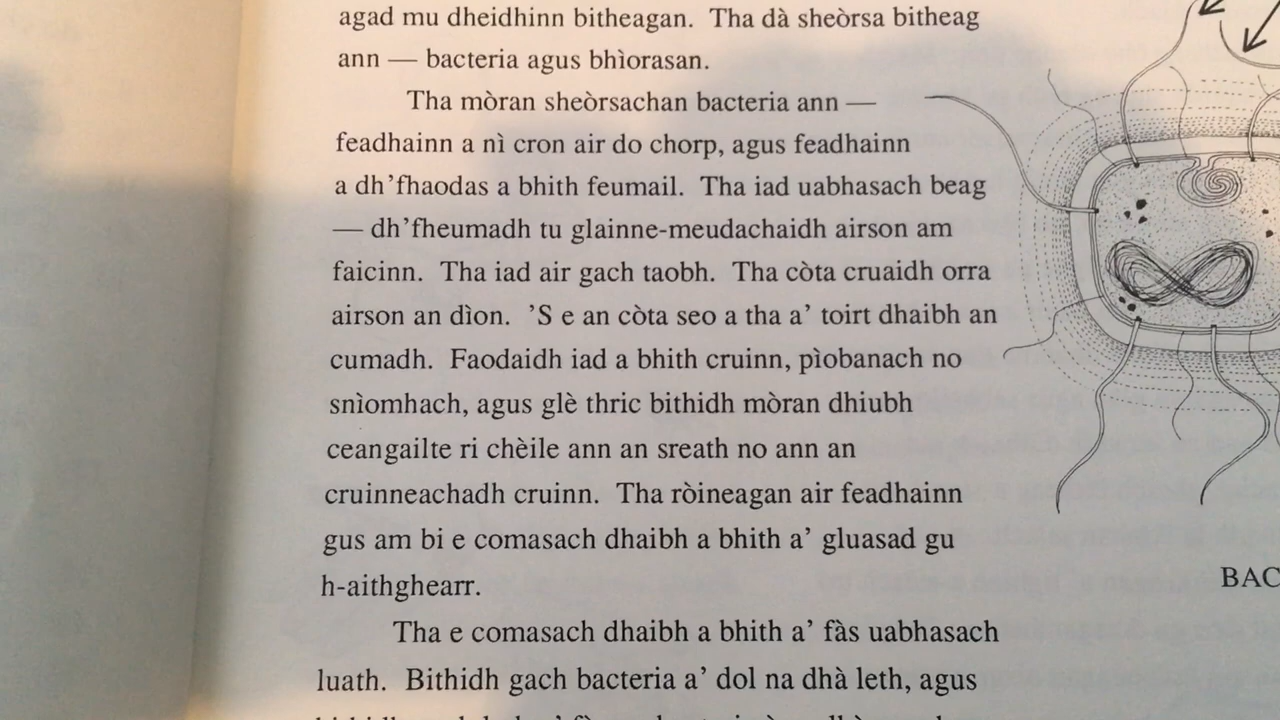 agad mu dheidhinn bitheagan. Tha dà sheòrsa bitheag
ann — bacteria agus bhìorasan.
Tha mòran sheòrsachan bacteria ann —
feadhainn a nì cron air do chorp, agus feadhainn
a dh’fhaodas a bhith feumail. Tha iad uabhasach beag
— dh’fheumadh tu glainne-meudachaidh airson am
faicinn. Tha iad air gach taobh. Tha còta cruaidh orra
airson an dìon. ’S e an còta seo a tha a’ toirt dhaibh an
cumadh. Faodaidh iad a bhith cruinn, pìobanach no
snìomhach, agus glè thric bithidh mòran dhiubh
ceangailte ri chèile ann an sreath no ann an
cruinneachadh cruinn. Tha ròineagan air feadhainn
gus am bi e comasach dhaibh a bhith a’ gluasad gu
h-aithghearr.
BAC
Tha e comasach dhaibh a bhith a’ fàs uabhasach
luath. Bithidh gach bacteria a’ dol na dhà leth, agus